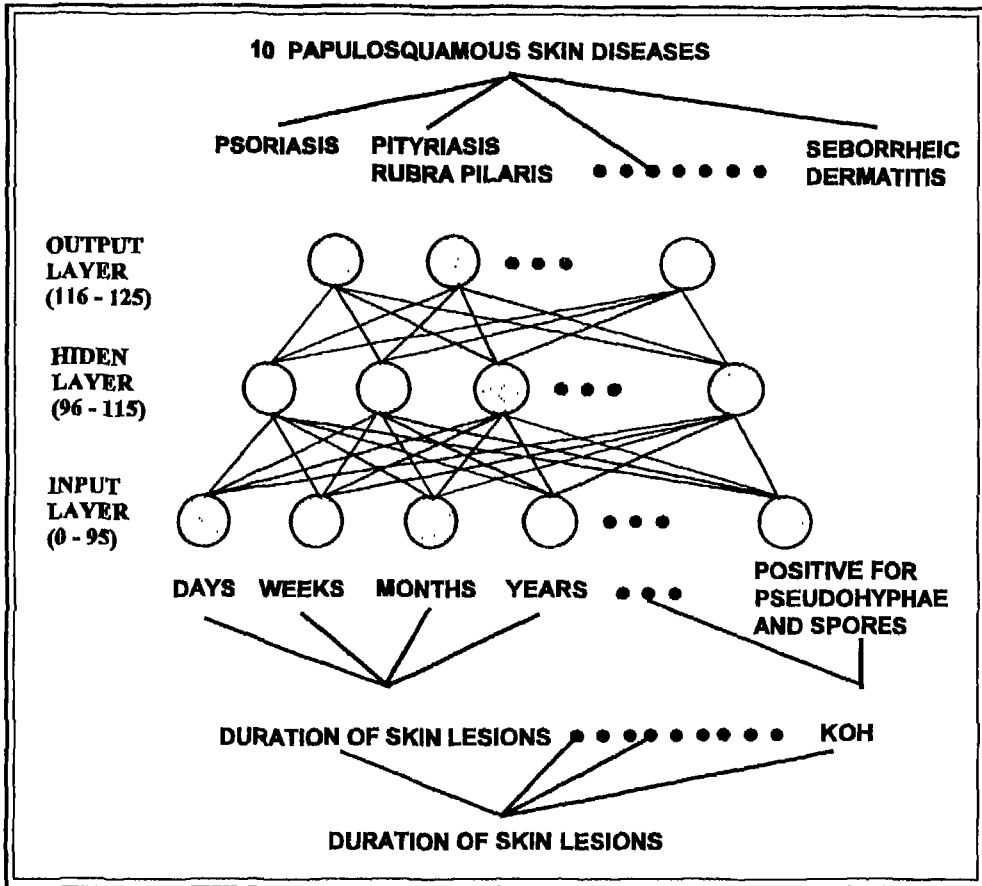 10 PAPULOSQUAMOUS SKIN DISEASES
PSORIASIS
PITYRIASIS
RUBRA PILARIS
SEBORRHEIC
DERMATITIS
OUTPUT
LAYER
(116 - 125)
HIDEN
LAYER
(96 - 115)
INPUT
LAYER
(0 - 95)
DAYS WEEKS MONTHS YEARS
POSITIVE FOR
PSEUDOHYPHAE
AND SPORES
DURATION OF SKIN LESIONS
KOH
DURATION OF SKIN LESIONS